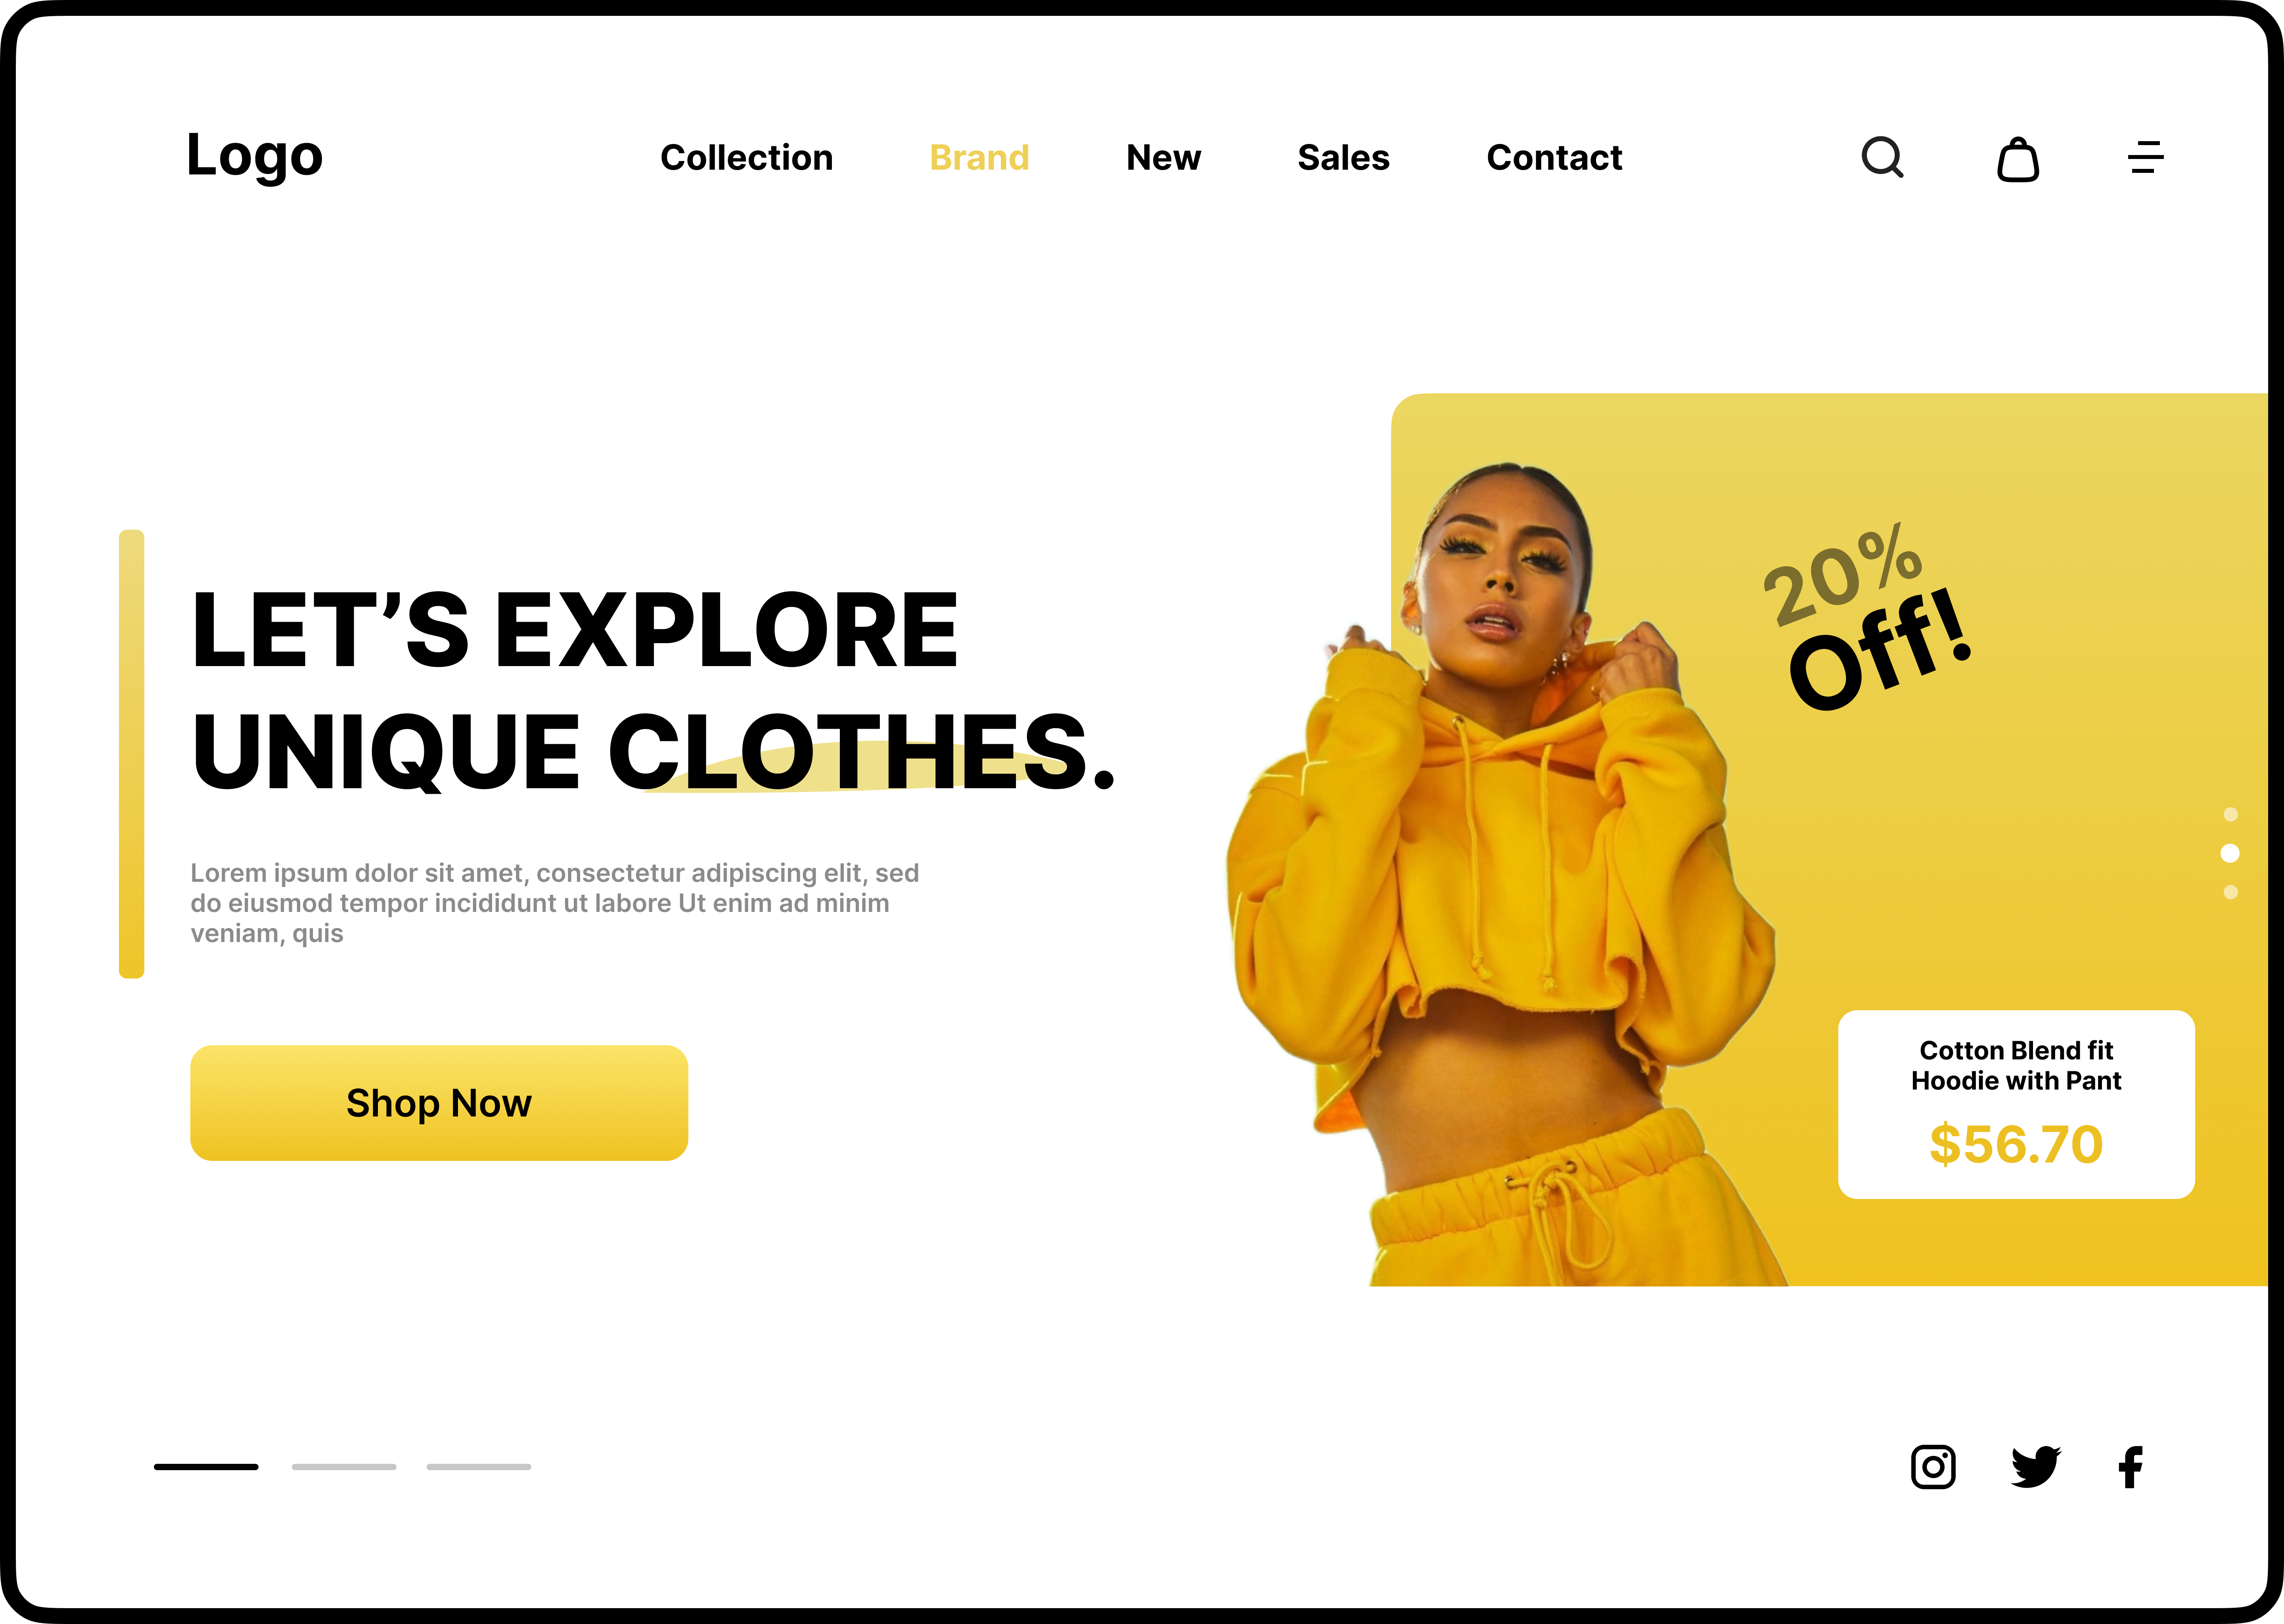 Logo
Collection
Brand
New
Sales
Contact
LET’S EXPLORE
UNIQUE CLOTHES.
Lorem ipsum dolor sit amet, consectetur adipiscing elit, sed
do eiusmod tempor incididunt ut labore Ut enim ad minim
veniam, quis
Shop Now
20%
Off!
Cotton Blend fit
Hoodie with Pant
$56.70